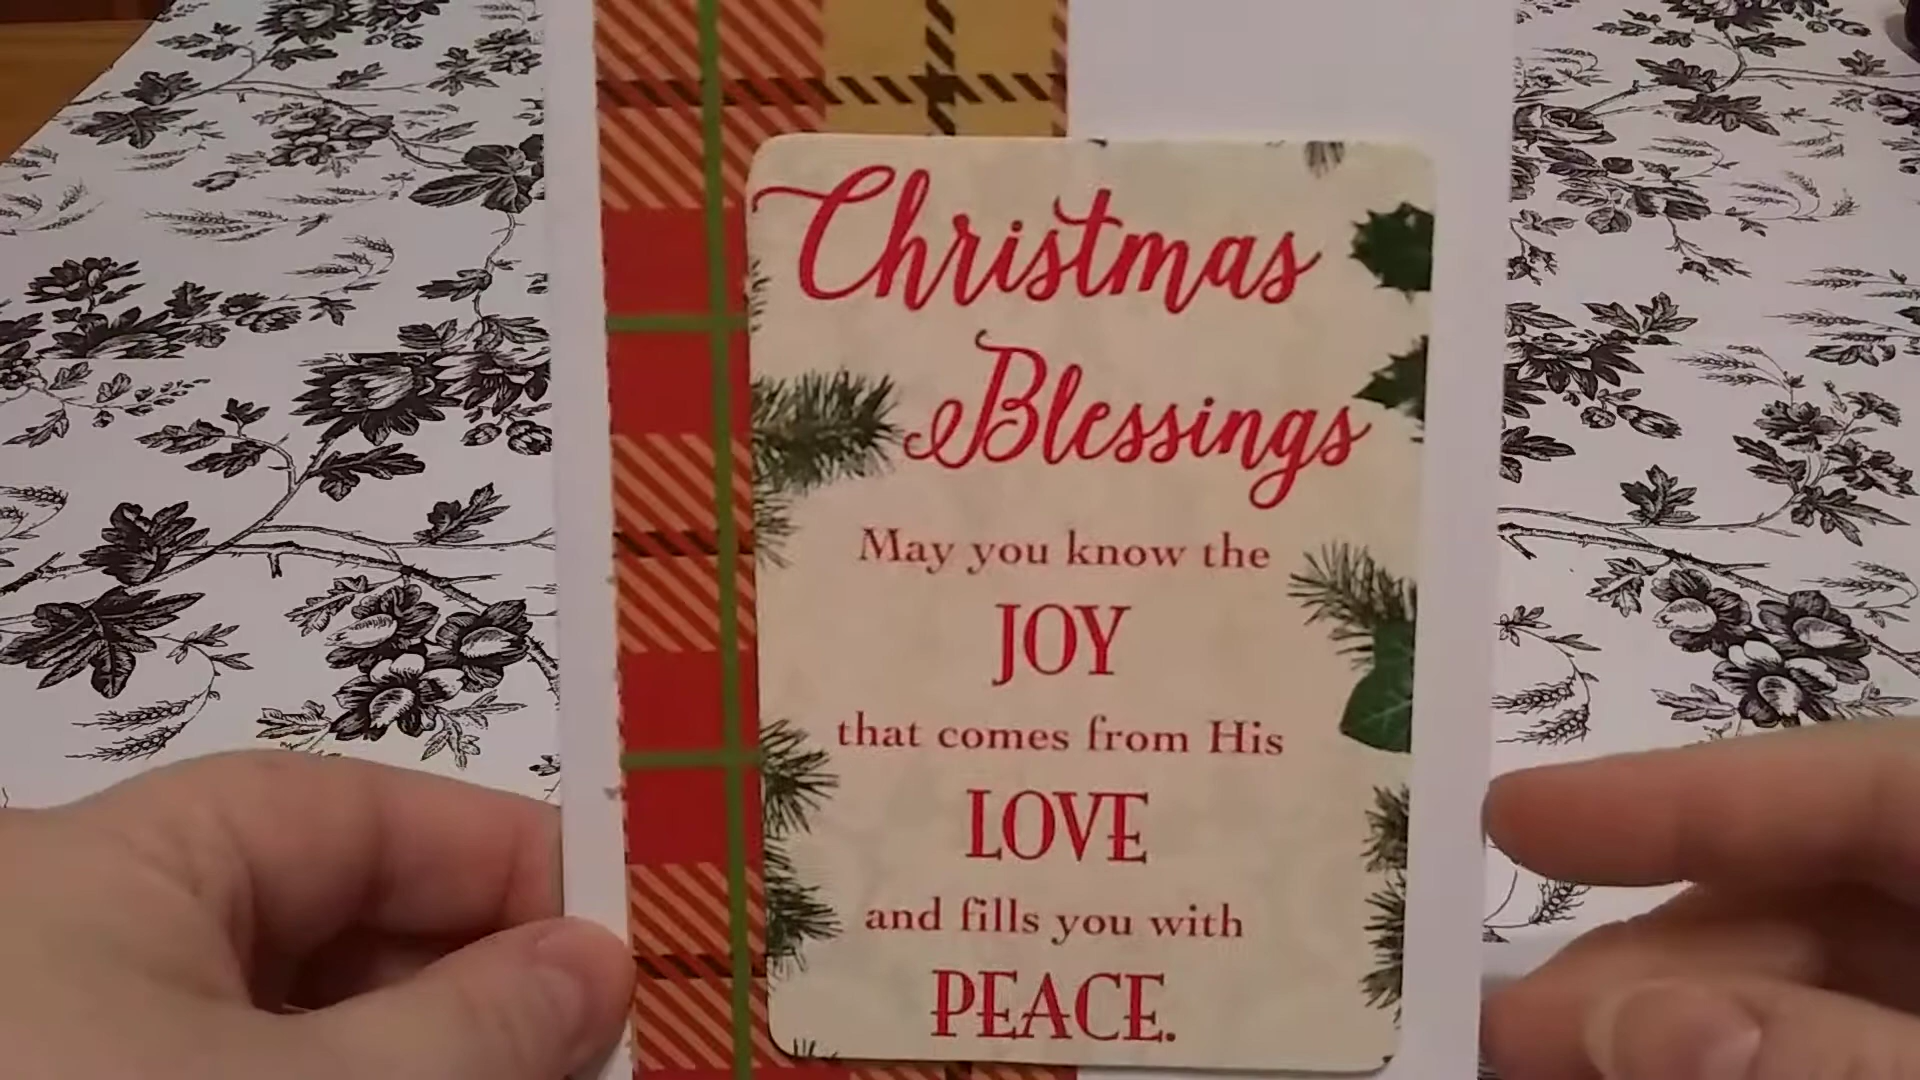 Christmas
Blessings
May you know the
JOY
that comes from His
LOVE
and fills you with
PEACE.